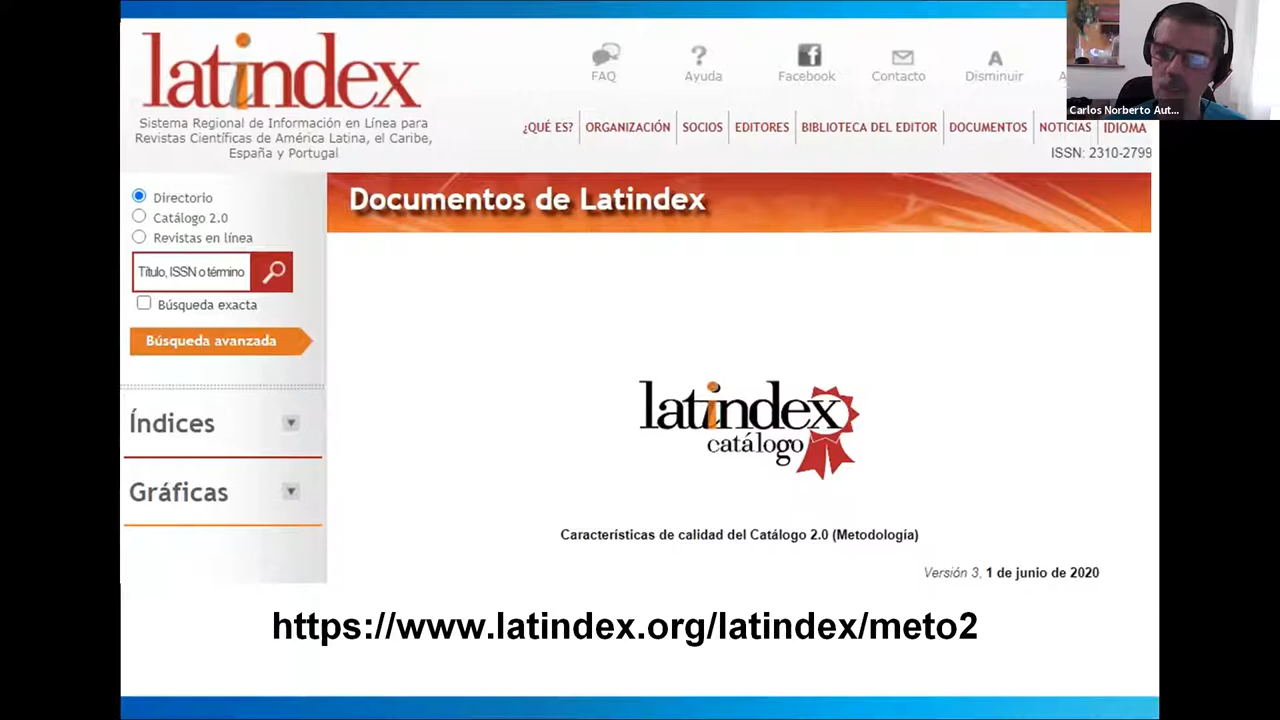 latindex
Sistema Regional de Información en Línea para
Revistas Científicas de América Latina, el Caribe,
España y Portugal
FAQ
Ayuda
Facebook
Contacto
Disminuir
Carlos Norberto Aut...
¿QUÉ ES?
ORGANIZACIÓN
SOCIOS
EDITORES
BIBLIOTECA DEL EDITOR
DOCUMENTOS
NOTICIAS
IDIOMA
ISSN: 2310-2799
Directorio
Catálogo 2.0
Revistas en línea
Título, ISSN o término
Búsqueda exacta
Búsqueda avanzada
Índices
Gráficas
Documentos de Latindex
latindex
catálogo
Características de calidad del Catálogo 2.0 (Metodología)
Versión 3, 1 de junio de 2020
https://www.latindex.org/latindex/meto2